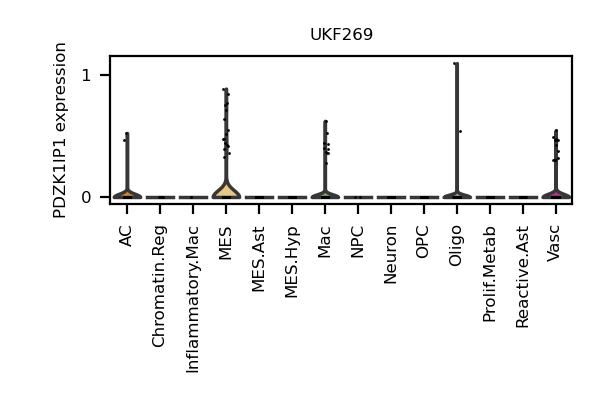 UKF269
PDZK1IP1 expression
1
0
AC
Chromatin.Reg
Inflammatory.Mac
MES
MES.Ast
MES.Hyp
Mac
NPC
Neuron
OPC
Oligo
Prolif.Metab
Reactive.Ast
Vasc